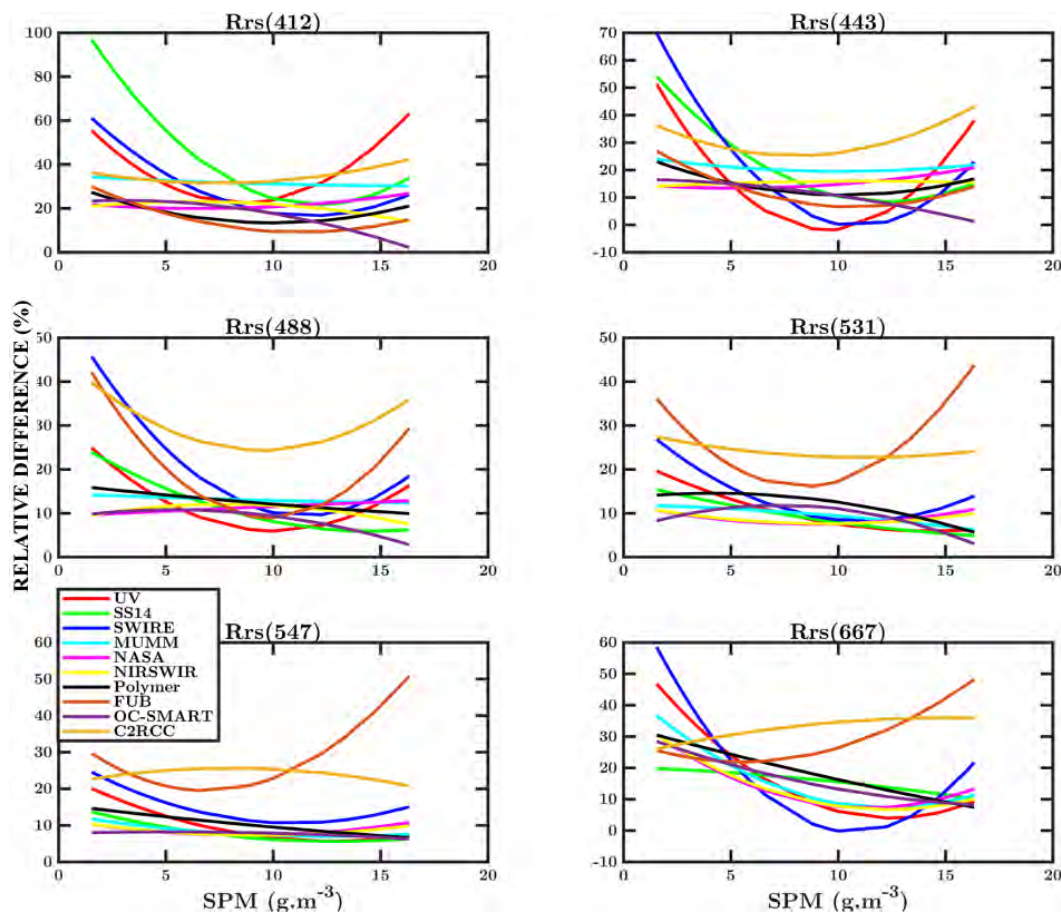 Rrs(412)
100
80
60
40
20
0
0 5 10 15 20
Rrs(443)
70
60
50
40
30
20
10
0
-10
0 5 10 15 20
RELATIVE DIFFERENCE (%)
Rrs(488)
50
40
30
20
10
0
0 5 10 15 20
Rrs(531)
50
40
30
20
10
0
0 5 10 15 20
UV
SS14
SWIRE
MUMM
NASA
NIRSWIR
Polymer
FUB
OC-SMART
C2RCC
Rrs(547)
60
50
40
30
20
10
0
0 5 10 15 20
SPM (g.m⁻³)
Rrs(667)
60
50
40
30
20
10
0
-10
0 5 10 15 20
SPM (g.m⁻³)